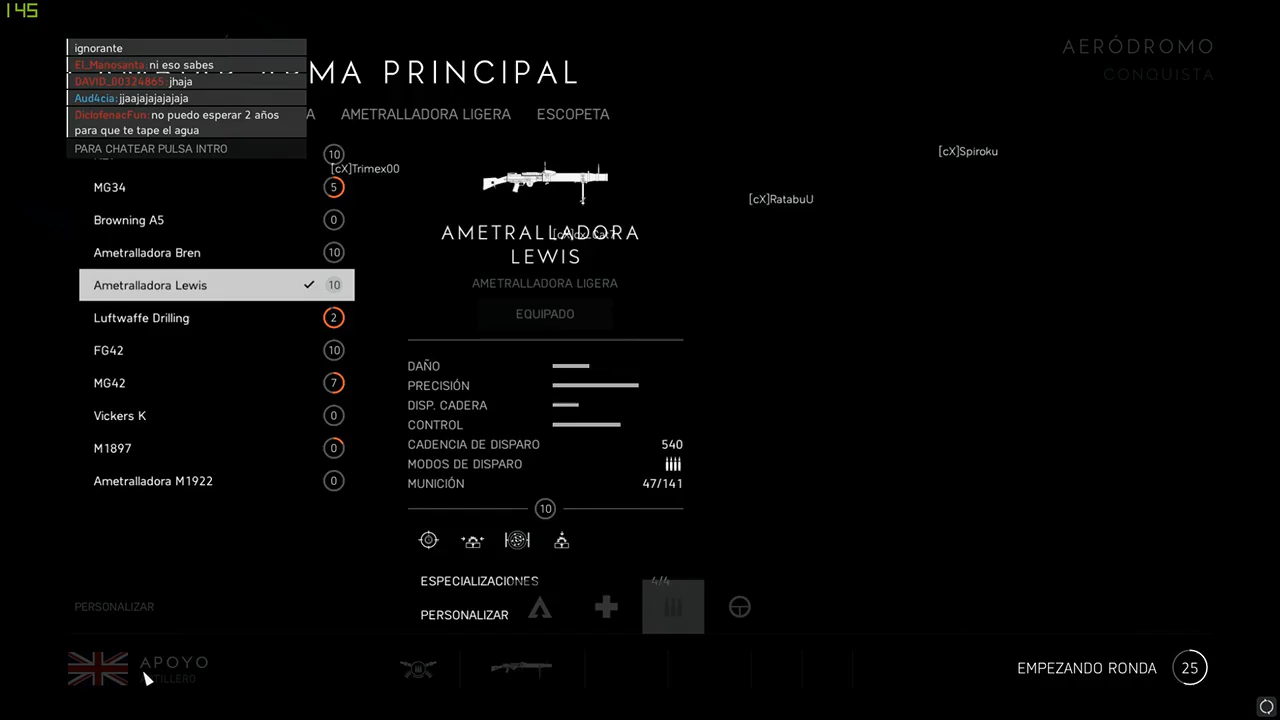 145
ignorante
El_Manosanta: ni eso sabes
DAVID_00324865: jhaja
Aud4cia: jjaajajajajaja
DiclofenacFun: no puedo esperar 2 años
para que te tape el agua
PARA CHATEAR PULSA INTRO
MA PRINCIPAL
AERÓDROMO
CONQUISTA
A AMETRALLADORA LIGERA ESCOPETA
10
[cX]Trimex00
[cX]Spiroku
[cX]RatabuU
MG34 5
Browning A5 0
Ametralladora Bren 10
Ametralladora Lewis 10
Luftwaffe Drilling 2
FG42 10
MG42 7
Vickers K 0
M1897 0
Ametralladora M1922 0
AMETRALLADORA
LEWIS
AMETRALLADORA LIGERA
EQUIPADO
DAÑO
PRECISIÓN
DISP. CADERA
CONTROL
CADENCIA DE DISPARO 540
MODOS DE DISPARO
MUNICIÓN 47/141
10
ESPECIALIZACIONES 4/4
PERSONALIZAR
PERSONALIZAR
APOYO
TILLERO
EMPEZANDO RONDA 25